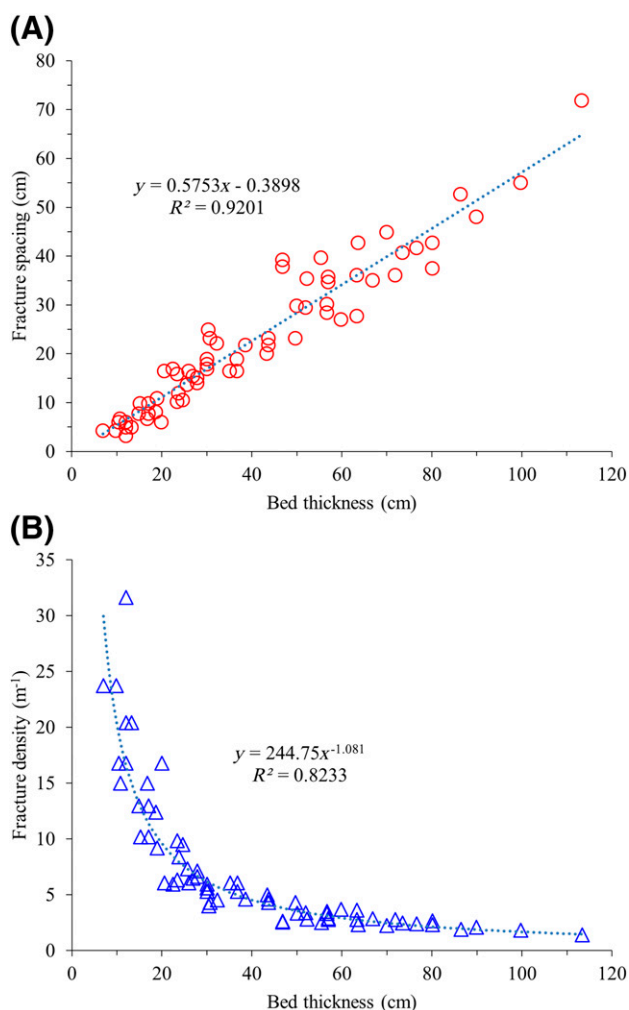 (A)
80
70
60
50
40
30
20
10
0
Fracture spacing (cm)
y = 0.5753x - 0.3898
R² = 0.9201
0 20 40 60 80 100 120
Bed thickness (cm)
(B)
35
30
25
20
15
10
5
0
Fracture density (m⁻¹)
y = 244.75x⁻¹·⁰⁸¹
R² = 0.8233
0 20 40 60 80 100 120
Bed thickness (cm)